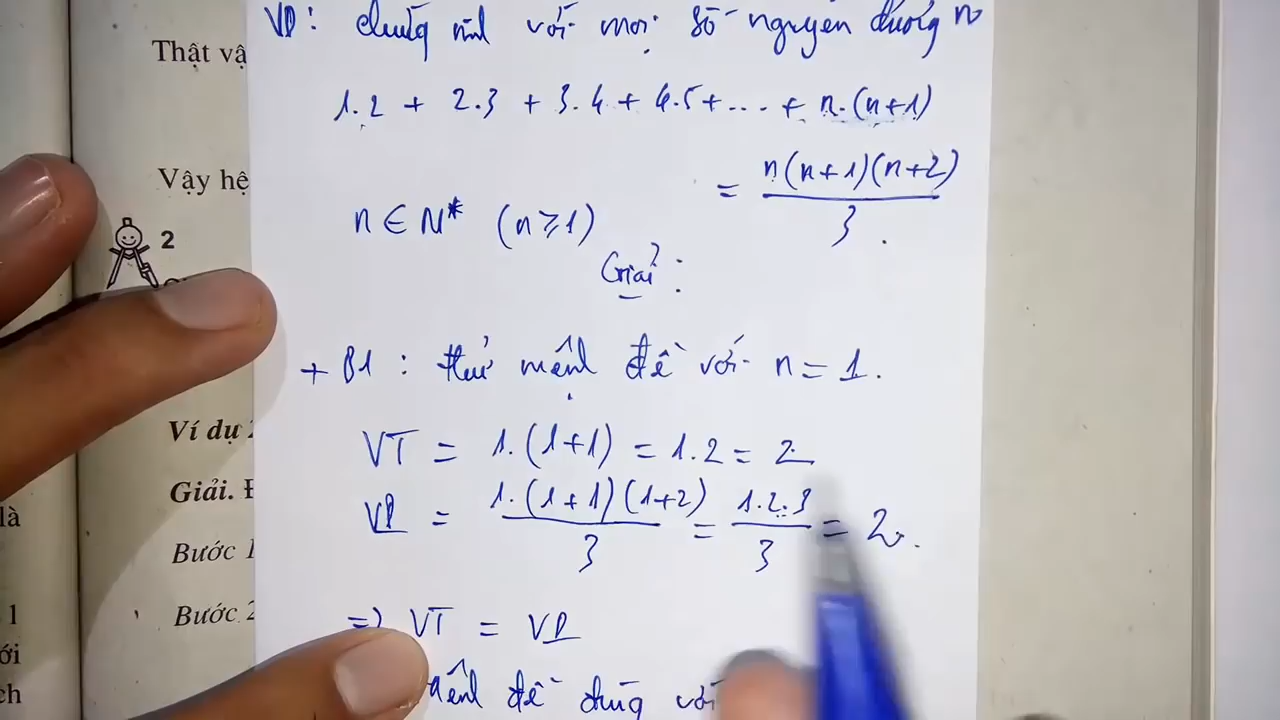 VD: chứng minh với mọi số nguyên dương n
1.2 + 2.3 + 3.4 + 4.5 + ... + n.(n+1)
= n(n+1)(n+2) / 3 .
n ∈ N* (n ≥ 1)
Giải :
+ B1 : thử mệnh đề với n = 1.
VT = 1.(1+1) = 1.2 = 2
VP = 1.(1+1)(1+2) / 3 = 1.2.3 / 3 = 2.
=> VT = VP
mệnh đề đúng với
Thật vậ
Vậy hệ
2
Ví dụ 2
Giải. Đ
Bước 1
Bước 2
là
1
ới
ch